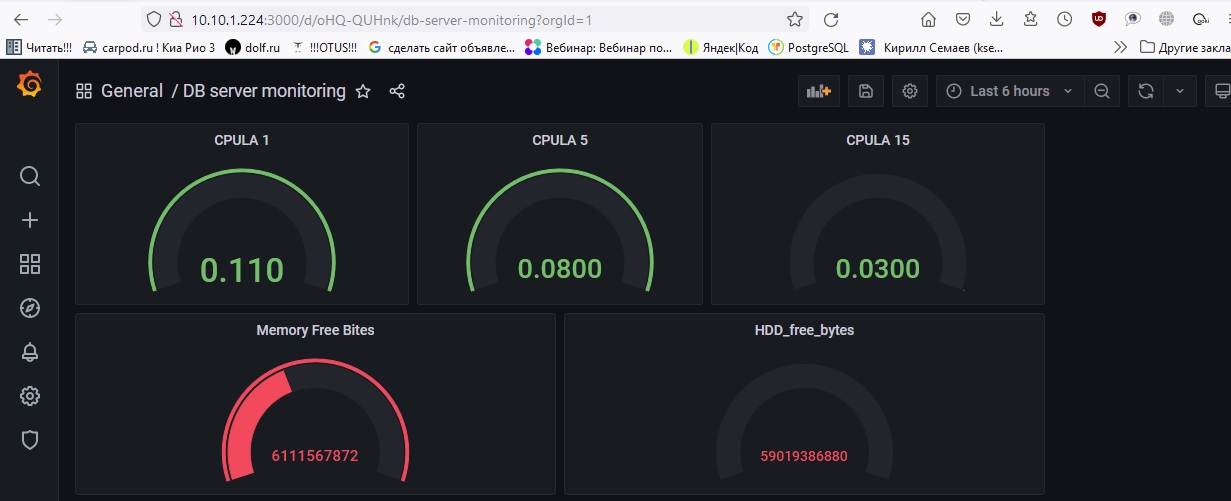 10.10.1.224:3000/d/oHQ-QUHnk/db-server-monitoring?orgId=1
Читать!!! carpod.ru ! Киа Рио 3 dolf.ru !!!OTUS!!! сделать сайт объявле... Вебинар: Вебинар по... Яндек|Код PostgreSQL Кирилл Семаев (kse... Другие закла
General / DB server monitoring Last 6 hours
CPULA 1 CPULA 5 CPULA 15
0.110 0.0800 0.0300
Memory Free Bites HDD_free_bytes
6111567872 59019386880